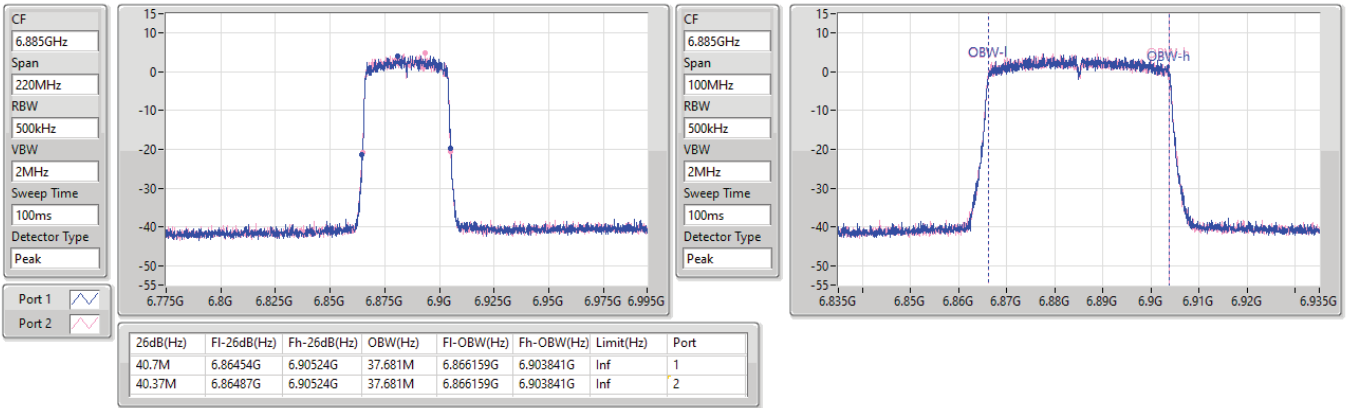 CF
6.885GHz
Span
220MHz
RBW
500kHz
VBW
2MHz
Sweep Time
100ms
Detector Type
Peak
Port 1
Port 2
15
10
0
-10
-20
-30
-40
-50
-55
6.775G 6.8G 6.825G 6.85G 6.875G 6.9G 6.925G 6.95G 6.975G 6.995G
CF
6.885GHz
Span
100MHz
RBW
500kHz
VBW
2MHz
Sweep Time
100ms
Detector Type
Peak
15
10
0
-10
-20
-30
-40
-50
-55
OBW-l
OBW-h
6.835G 6.85G 6.86G 6.87G 6.88G 6.89G 6.9G 6.91G 6.92G 6.935G
26dB(Hz) Fl-26dB(Hz) Fh-26dB(Hz) OBW(Hz) Fl-OBW(Hz) Fh-OBW(Hz) Limit(Hz) Port
40.7M 6.86454G 6.90524G 37.681M 6.866159G 6.903841G Inf 1
40.37M 6.86487G 6.90524G 37.681M 6.866159G 6.903841G Inf 2